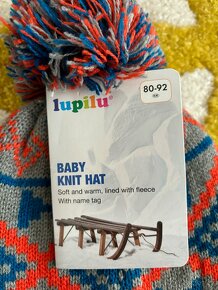 lupilu®
80-92
BABY
KNIT HAT
Soft and warm, lined with fleece
With name tag